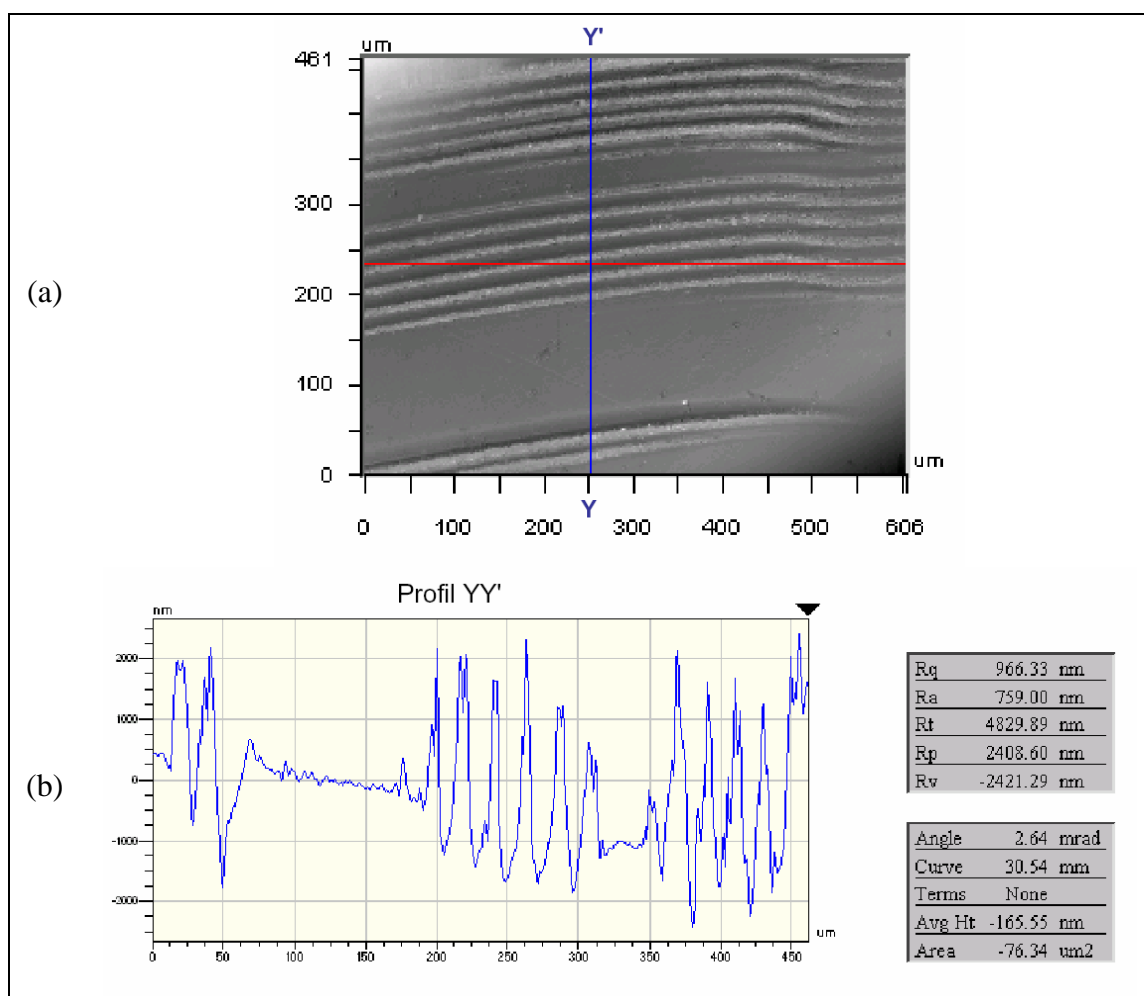 Y'
um
461
300
(a)
200
100
0
um
Y
0 100 200 300 400 500 606
Profil YY'
nm
2000
1000
0
-1000
-2000
(b)
um
0 50 100 150 200 250 300 350 400 450
Rq 966.33 nm
Ra 759.00 nm
Rt 4829.89 nm
Rp 2408.60 nm
Rv -2421.29 nm
Angle 2.64 mrad
Curve 30.54 mm
Terms None
Avg Ht -165.55 nm
Area -76.34 um2